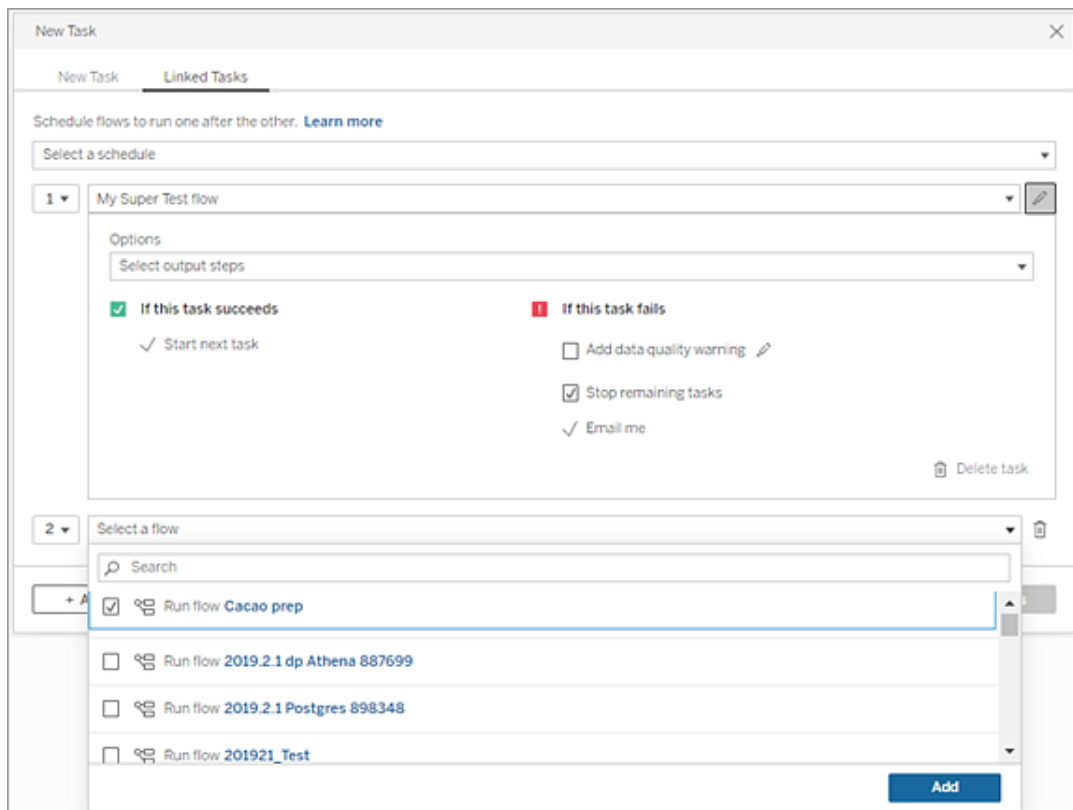 New Task
New Task Linked Tasks
Schedule flows to run one after the other. Learn more
Select a schedule
1 My Super Test flow
Options
Select output steps
If this task succeeds If this task fails
Start next task
Add data quality warning
Stop remaining tasks
Email me
Delete task
2 Select a flow
Search
+ A
Run flow Cacao prep
Run flow 2019.2.1 dp Athena 887699
Run flow 2019.2.1 Postgres 898348
Run flow 201921_Test
Add